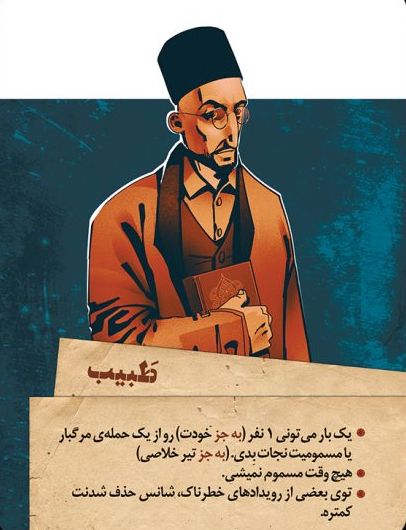 طَبیب
یک بار می‌تونی ۱ نفر (به جز خودت) رو از یک حمله‌ی مرگبار
یا مسمومیت نجات بدی. (به جز تیر خلاصی)
هیچ وقت مسموم نمیشی.
توی بعضی از رویدادهای خطرناک، شانس حذف شدنت
کمتره.